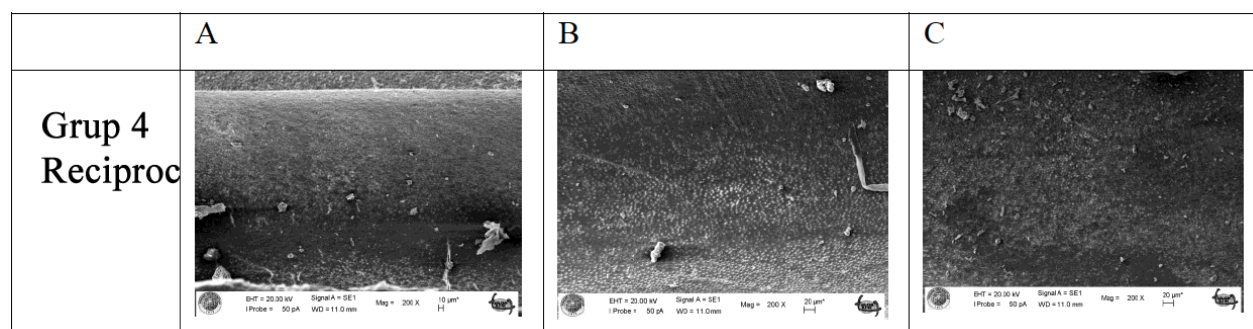 A
B
C
Grup 4
Reciproc
EHT = 20.00 kV Signal A = SE1 Mag = 200 X 10 µm*
I Probe = 50 pA WD = 11.0 mm
EHT = 20.00 kV Signal A = SE1 Mag = 200 X 20 µm*
I Probe = 50 pA WD = 11.0 mm
EHT = 20.00 kV Signal A = SE1 Mag = 200 X 20 µm*
I Probe = 50 pA WD = 11.0 mm